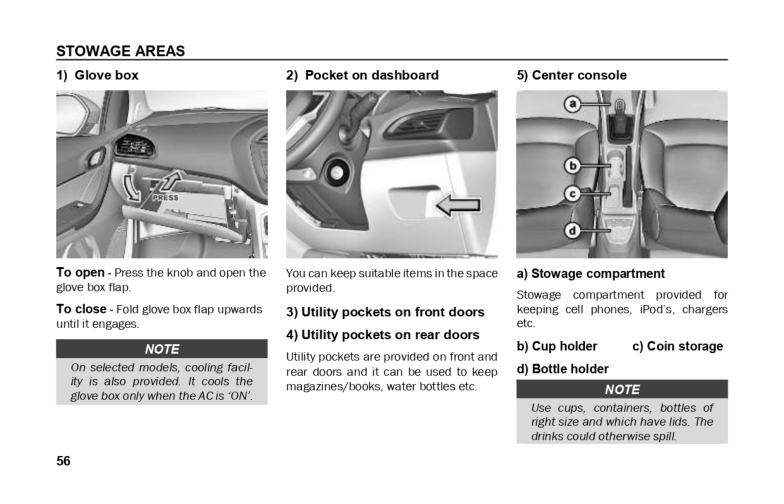 STOWAGE AREAS
1) Glove box
PRESS
To open - Press the knob and open the
glove box flap.
To close - Fold glove box flap upwards
until it engages.
NOTE
On selected models, cooling facil-
ity is also provided. It cools the
glove box only when the AC is ‘ON’.
2) Pocket on dashboard
You can keep suitable items in the space
provided.
3) Utility pockets on front doors
4) Utility pockets on rear doors
Utility pockets are provided on front and
rear doors and it can be used to keep
magazines/books, water bottles etc.
5) Center console
a
b
c
d
a) Stowage compartment
Stowage compartment provided for
keeping cell phones, iPod’s, chargers
etc.
b) Cup holder c) Coin storage
d) Bottle holder
NOTE
Use cups, containers, bottles of
right size and which have lids. The
drinks could otherwise spill.
56